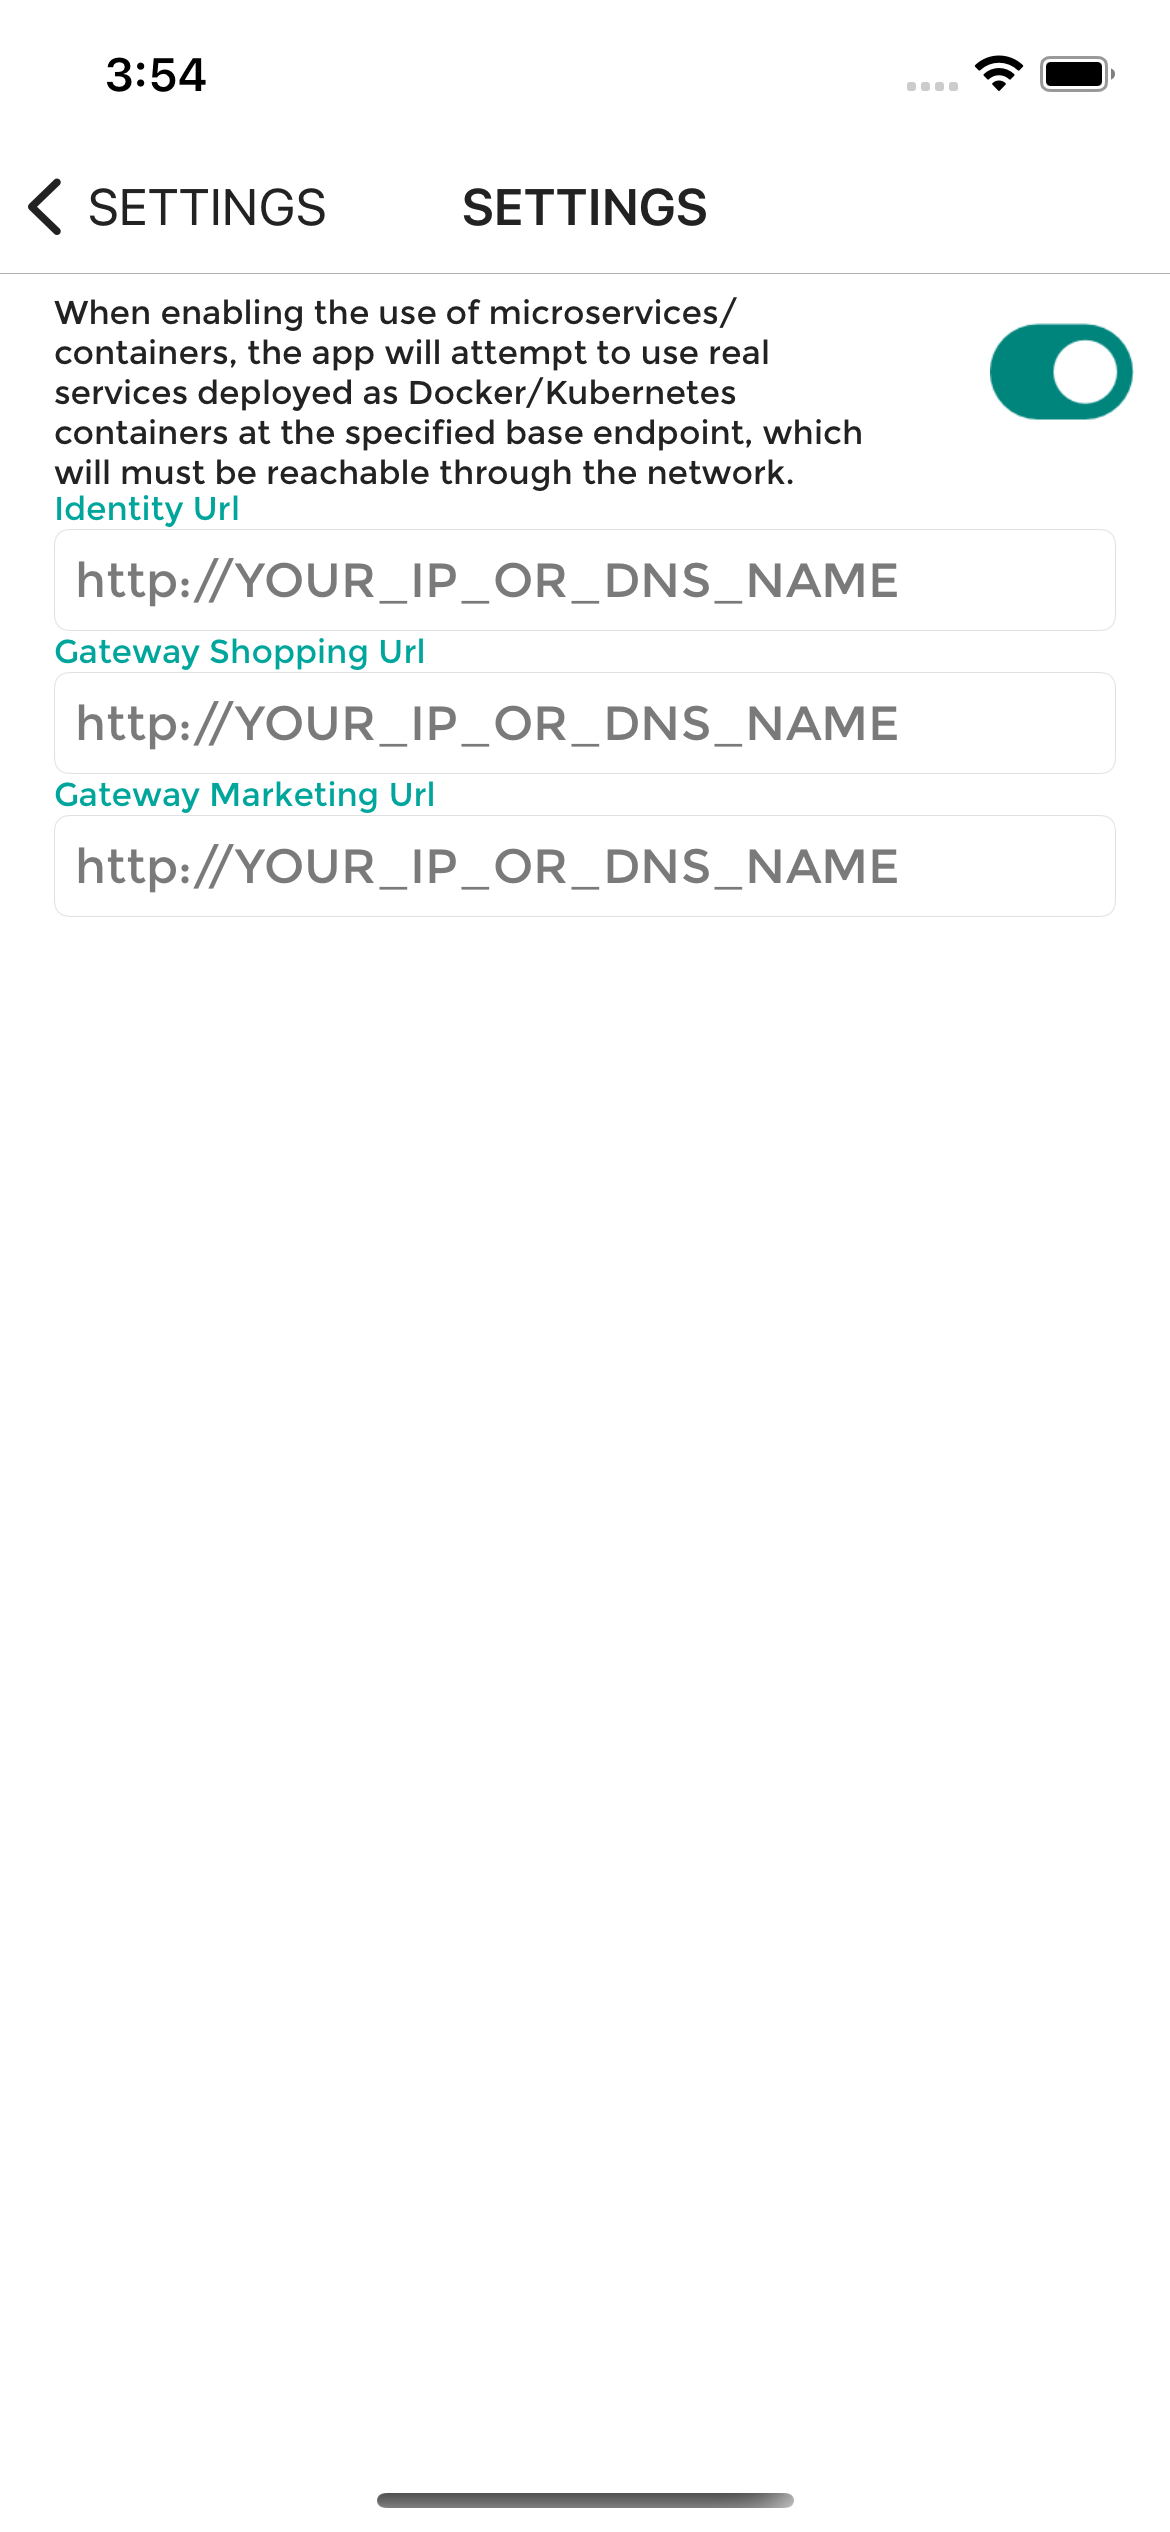 3:54
SETTINGS SETTINGS
When enabling the use of microservices/
containers, the app will attempt to use real
services deployed as Docker/Kubernetes
containers at the specified base endpoint, which
will must be reachable through the network.
Identity Url
http://YOUR_IP_OR_DNS_NAME
Gateway Shopping Url
http://YOUR_IP_OR_DNS_NAME
Gateway Marketing Url
http://YOUR_IP_OR_DNS_NAME